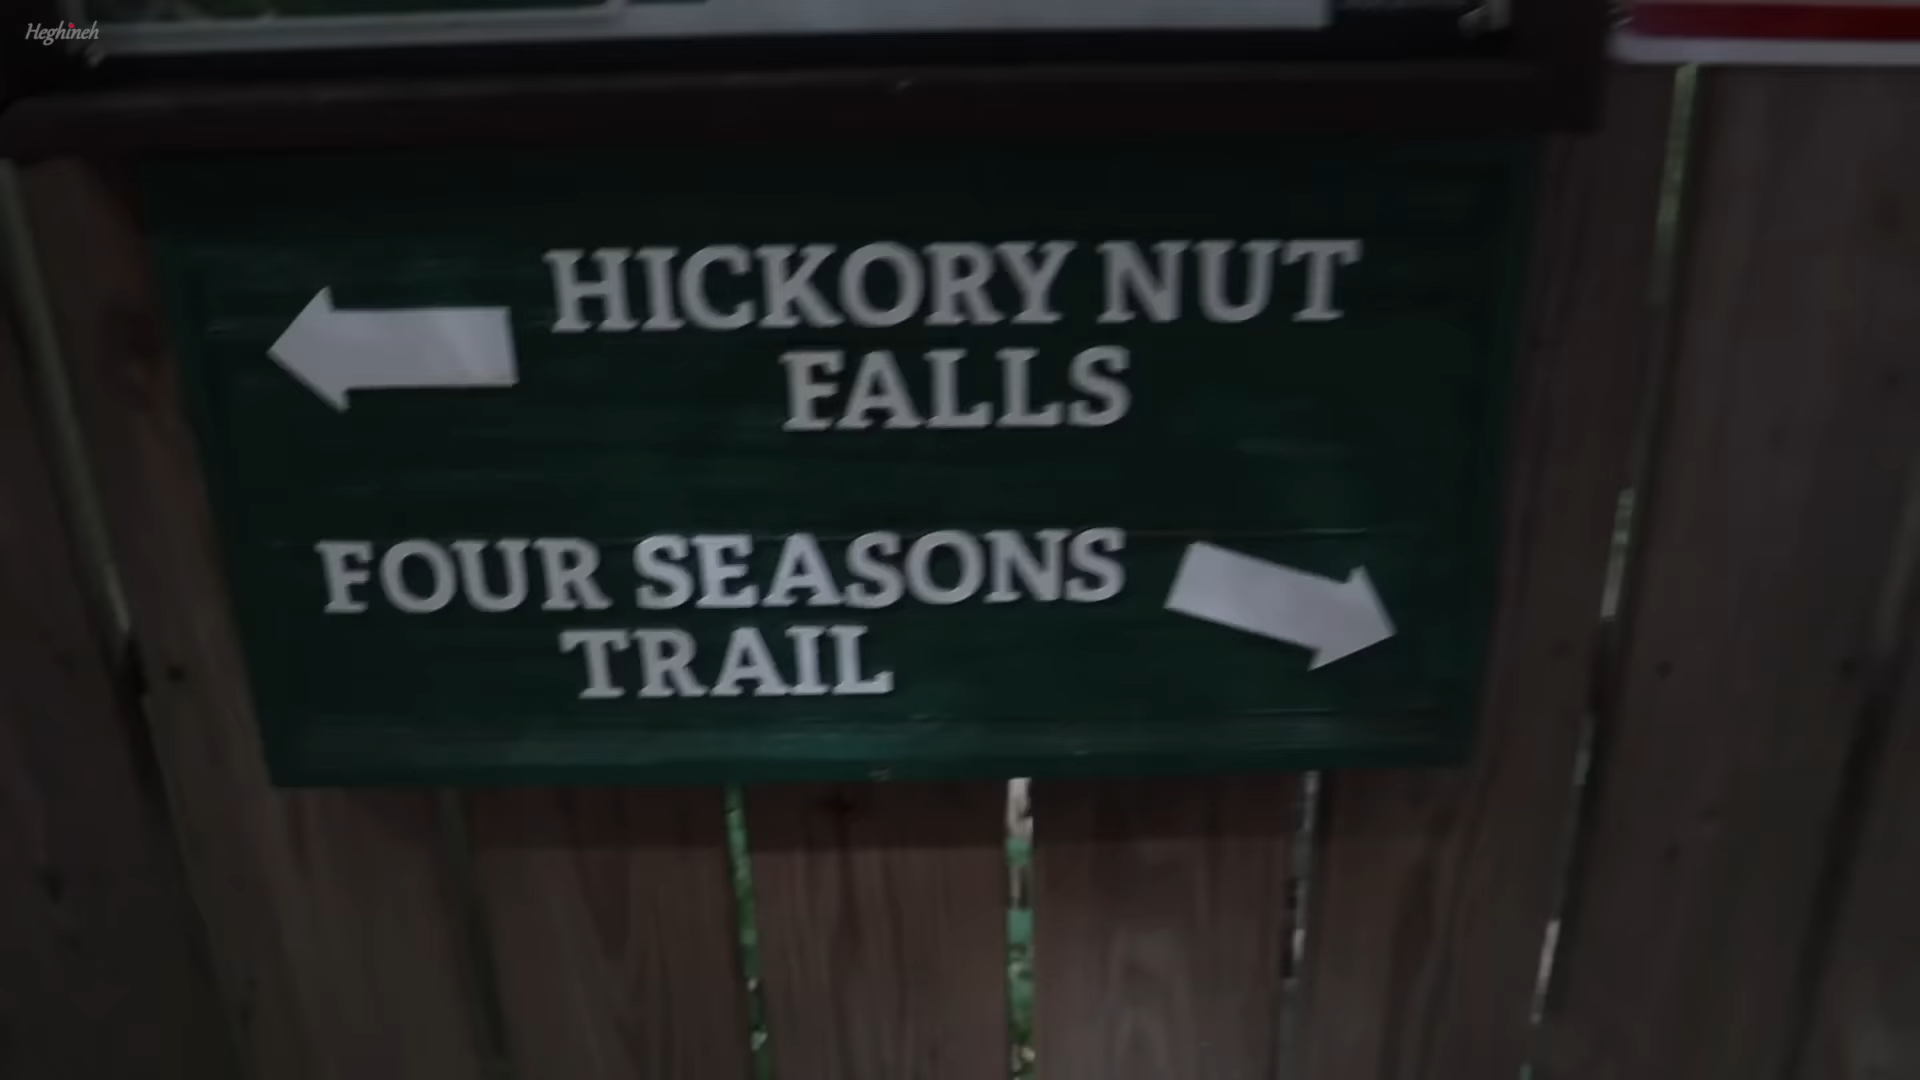 Heghineh
HICKORY NUT
FALLS
FOUR SEASONS
TRAIL